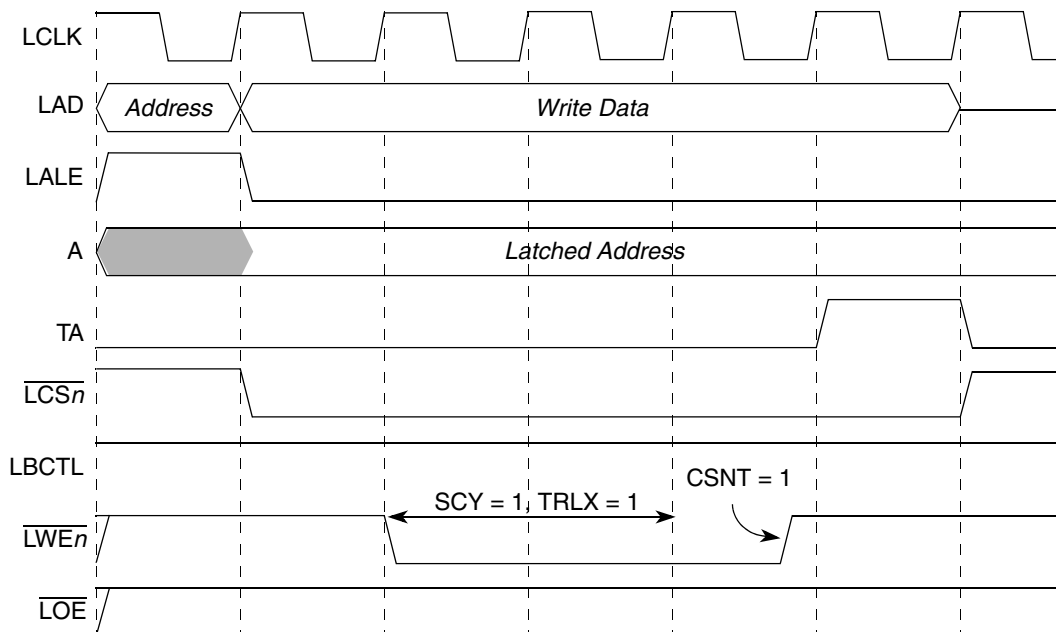 LCLK
LAD Address Write Data
LALE
A Latched Address
TA
LCSn
LBCTL
CSNT = 1
SCY = 1, TRLX = 1
LWEn
LOE